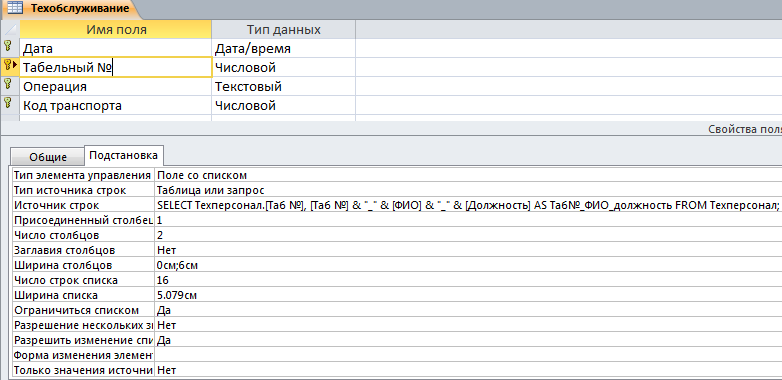 Техобслуживание
Имя поля Тип данных
Дата Дата/время
Табельный № Числовой
Операция Текстовый
Код транспорта Числовой
Свойства пол
Общие Подстановка
Тип элемента управления Поле со списком
Тип источника строк Таблица или запрос
Источник строк SELECT Техперсонал.[Таб №], [Таб №] & "_" & [ФИО] & "_" & [Должность] AS Таб№_ФИО_должность FROM Техперсонал;
Присоединенный столбец 1
Число столбцов 2
Заглавия столбцов Нет
Ширина столбцов 0см;6см
Число строк списка 16
Ширина списка 5.079см
Ограничиться списком Да
Разрешение нескольких зн Нет
Разрешить изменение спи Да
Форма изменения элемен
Только значения источни Нет